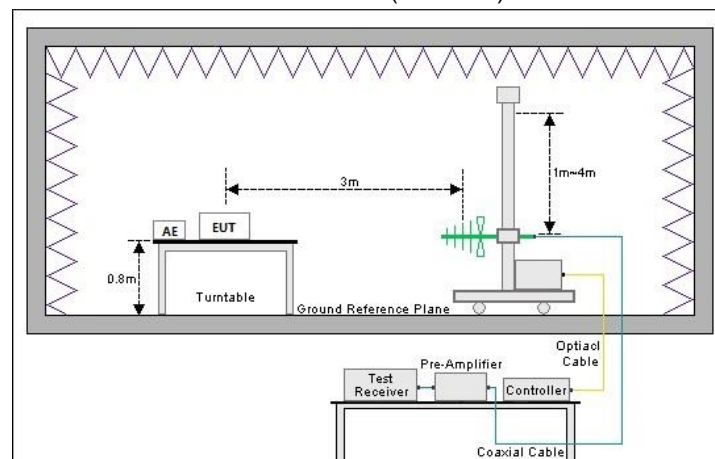 3m
1m~4m
AE
EUT
0.8m
Turntable
Ground Reference Plane
Optiacl
Cable
Pre-Amplifier
Test
Receiver
Controller
Coaxial Cable